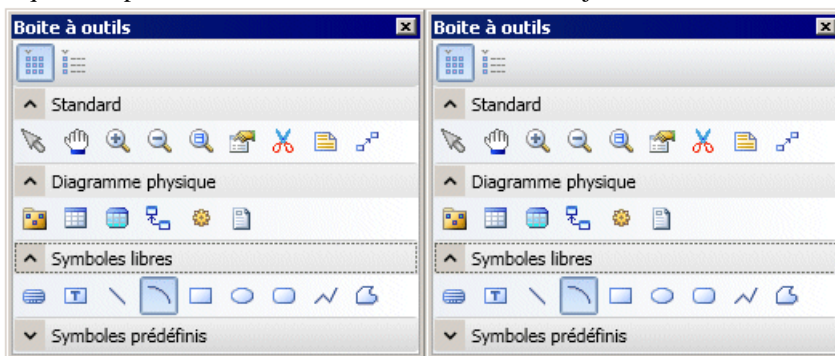 Boite à outils
Standard
Diagramme physique
Symboles libres
T
Symboles prédéfinis
Boite à outils
Standard
Diagramme physique
Symboles libres
T
Symboles prédéfinis